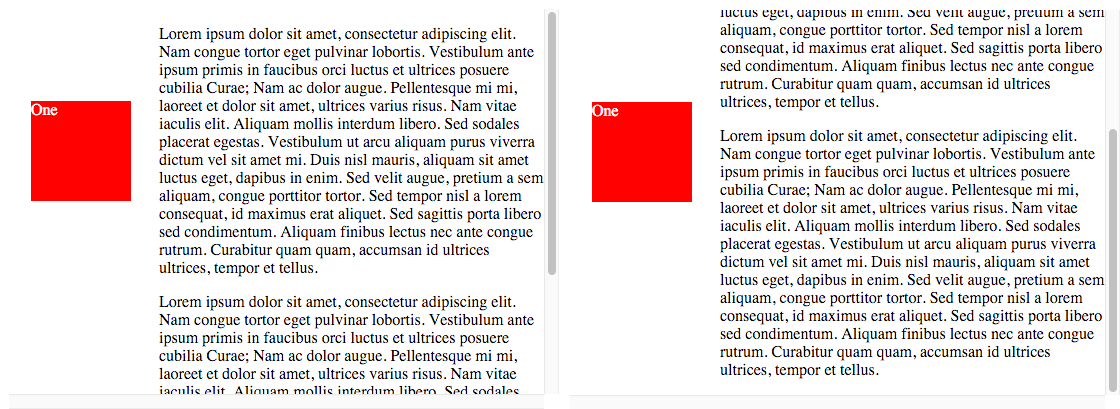 One
Lorem ipsum dolor sit amet, consectetur adipiscing elit.
Nam congue tortor eget pulvinar lobortis. Vestibulum ante
ipsum primis in faucibus orci luctus et ultrices posuere
cubilia Curae; Nam ac dolor augue. Pellentesque mi mi,
laoreet et dolor sit amet, ultrices varius risus. Nam vitae
iaculis elit. Aliquam mollis interdum libero. Sed sodales
placerat egestas. Vestibulum ut arcu aliquam purus viverra
dictum vel sit amet mi. Duis nisl mauris, aliquam sit amet
luctus eget, dapibus in enim. Sed velit augue, pretium a sem
aliquam, congue porttitor tortor. Sed tempor nisl a lorem
consequat, id maximus erat aliquet. Sed sagittis porta libero
sed condimentum. Aliquam finibus lectus nec ante congue
rutrum. Curabitur quam quam, accumsan id ultrices
ultrices, tempor et tellus.
Lorem ipsum dolor sit amet, consectetur adipiscing elit.
Nam congue tortor eget pulvinar lobortis. Vestibulum ante
ipsum primis in faucibus orci luctus et ultrices posuere
cubilia Curae; Nam ac dolor augue. Pellentesque mi mi,
laoreet et dolor sit amet, ultrices varius risus. Nam vitae
iaculis elit. Aliquam mollis interdum libero. Sed sodales
One
luctus eget, dapibus in enim. Sed velit augue, pretium a sem
aliquam, congue porttitor tortor. Sed tempor nisl a lorem
consequat, id maximus erat aliquet. Sed sagittis porta libero
sed condimentum. Aliquam finibus lectus nec ante congue
rutrum. Curabitur quam quam, accumsan id ultrices
ultrices, tempor et tellus.
Lorem ipsum dolor sit amet, consectetur adipiscing elit.
Nam congue tortor eget pulvinar lobortis. Vestibulum ante
ipsum primis in faucibus orci luctus et ultrices posuere
cubilia Curae; Nam ac dolor augue. Pellentesque mi mi,
laoreet et dolor sit amet, ultrices varius risus. Nam vitae
iaculis elit. Aliquam mollis interdum libero. Sed sodales
placerat egestas. Vestibulum ut arcu aliquam purus viverra
dictum vel sit amet mi. Duis nisl mauris, aliquam sit amet
luctus eget, dapibus in enim. Sed velit augue, pretium a sem
aliquam, congue porttitor tortor. Sed tempor nisl a lorem
consequat, id maximus erat aliquet. Sed sagittis porta libero
sed condimentum. Aliquam finibus lectus nec ante congue
rutrum. Curabitur quam quam, accumsan id ultrices
ultrices, tempor et tellus.